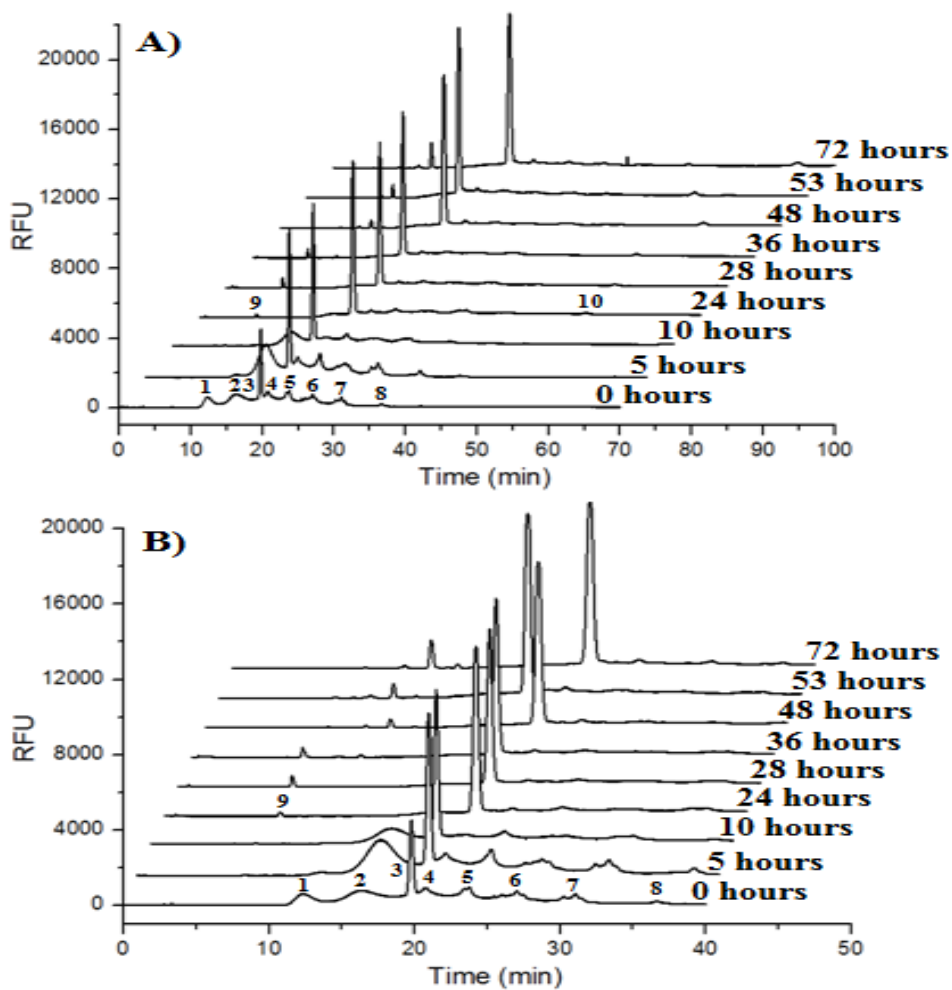 A)
20000
16000
12000
8000
4000
0
RFU
72 hours
53 hours
48 hours
36 hours
28 hours
24 hours
10 hours
5 hours
0 hours
9
10
1 2 3 4 5 6 7 8
0 10 20 30 40 50 60 70 80 90 100
Time (min)
B)
20000
16000
12000
8000
4000
0
RFU
72 hours
53 hours
48 hours
36 hours
28 hours
24 hours
10 hours
5 hours
0 hours
9
1 2 3 4 5 6 7 8
0 10 20 30 40 50
Time (min)